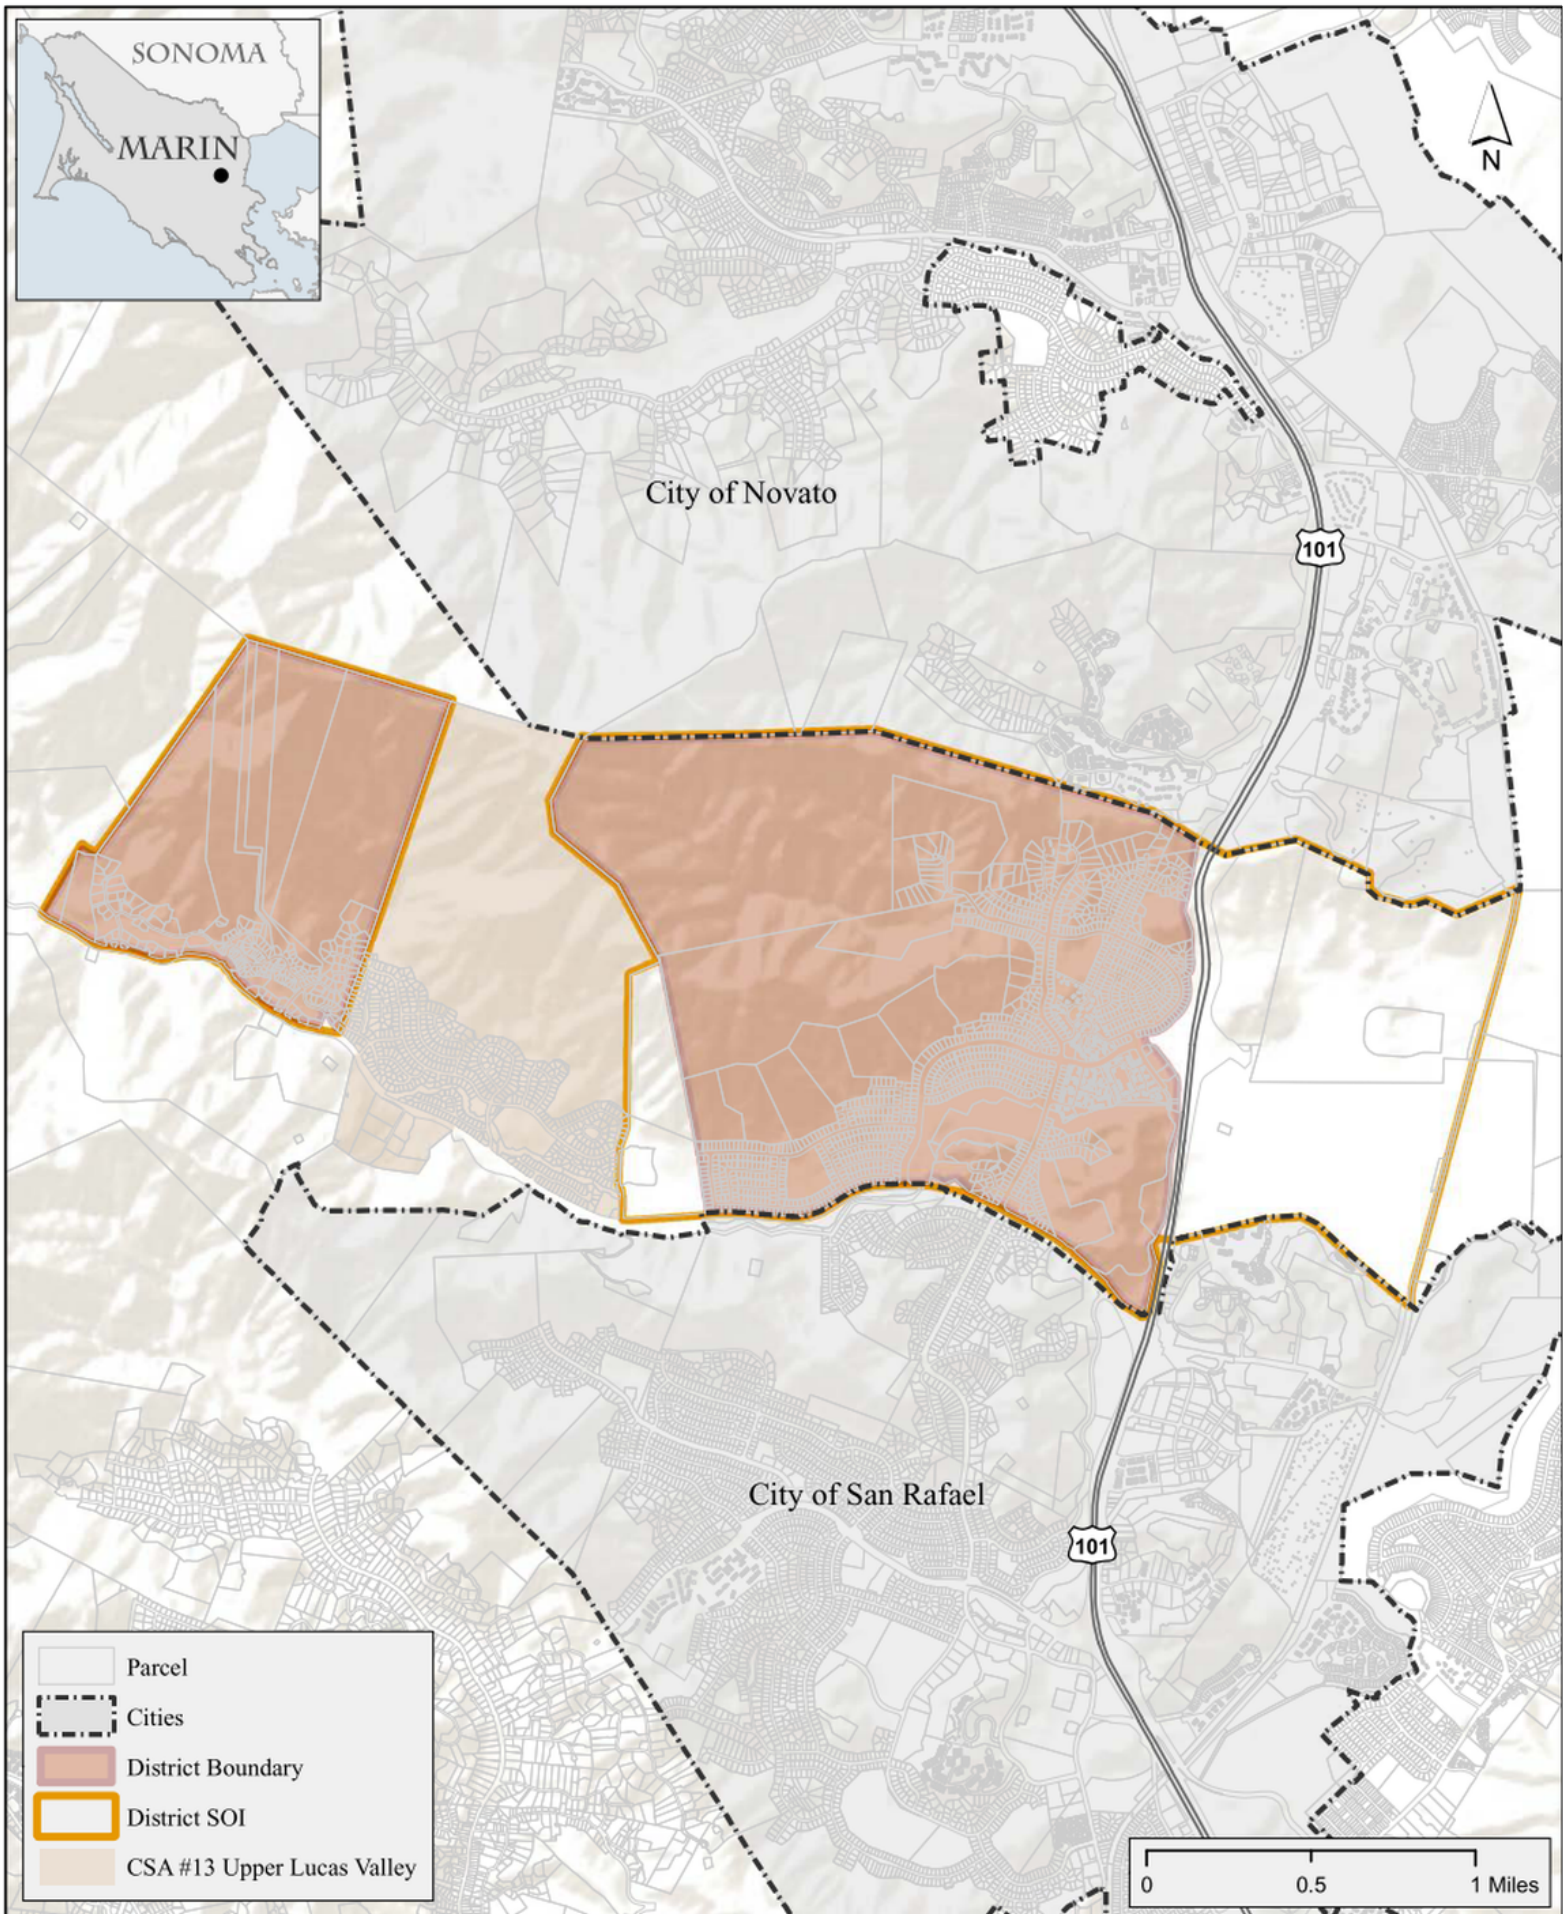 SONOMA
MARIN
N
City of Novato
101
City of San Rafael
101
Parcel
Cities
District Boundary
District SOI
CSA #13 Upper Lucas Valley
0 0.5 1 Miles